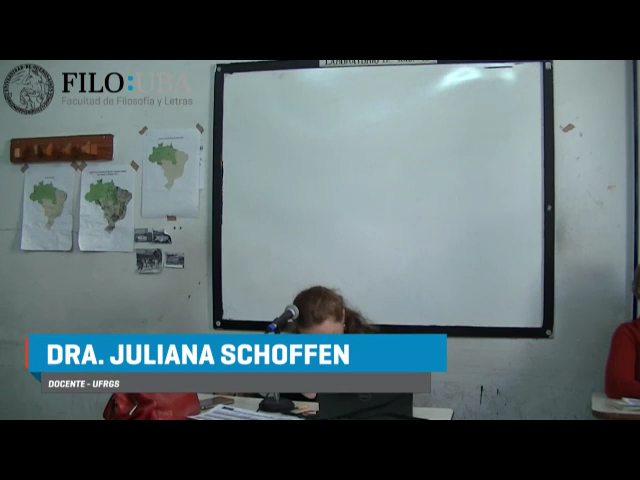 FILO:UBA
Facultad de Filosofía y Letras
DRA. JULIANA SCHOFFEN
DOCENTE - UFRGS